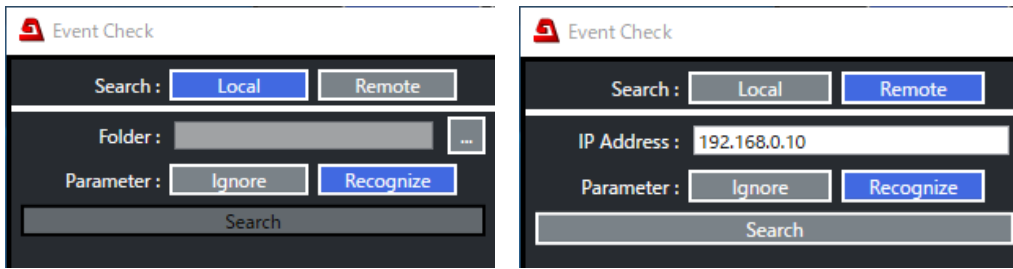 Event Check
Search : Local Remote
Folder : ...
Parameter : Ignore Recognize
Search
Event Check
Search : Local Remote
IP Address : 192.168.0.10
Parameter : Ignore Recognize
Search